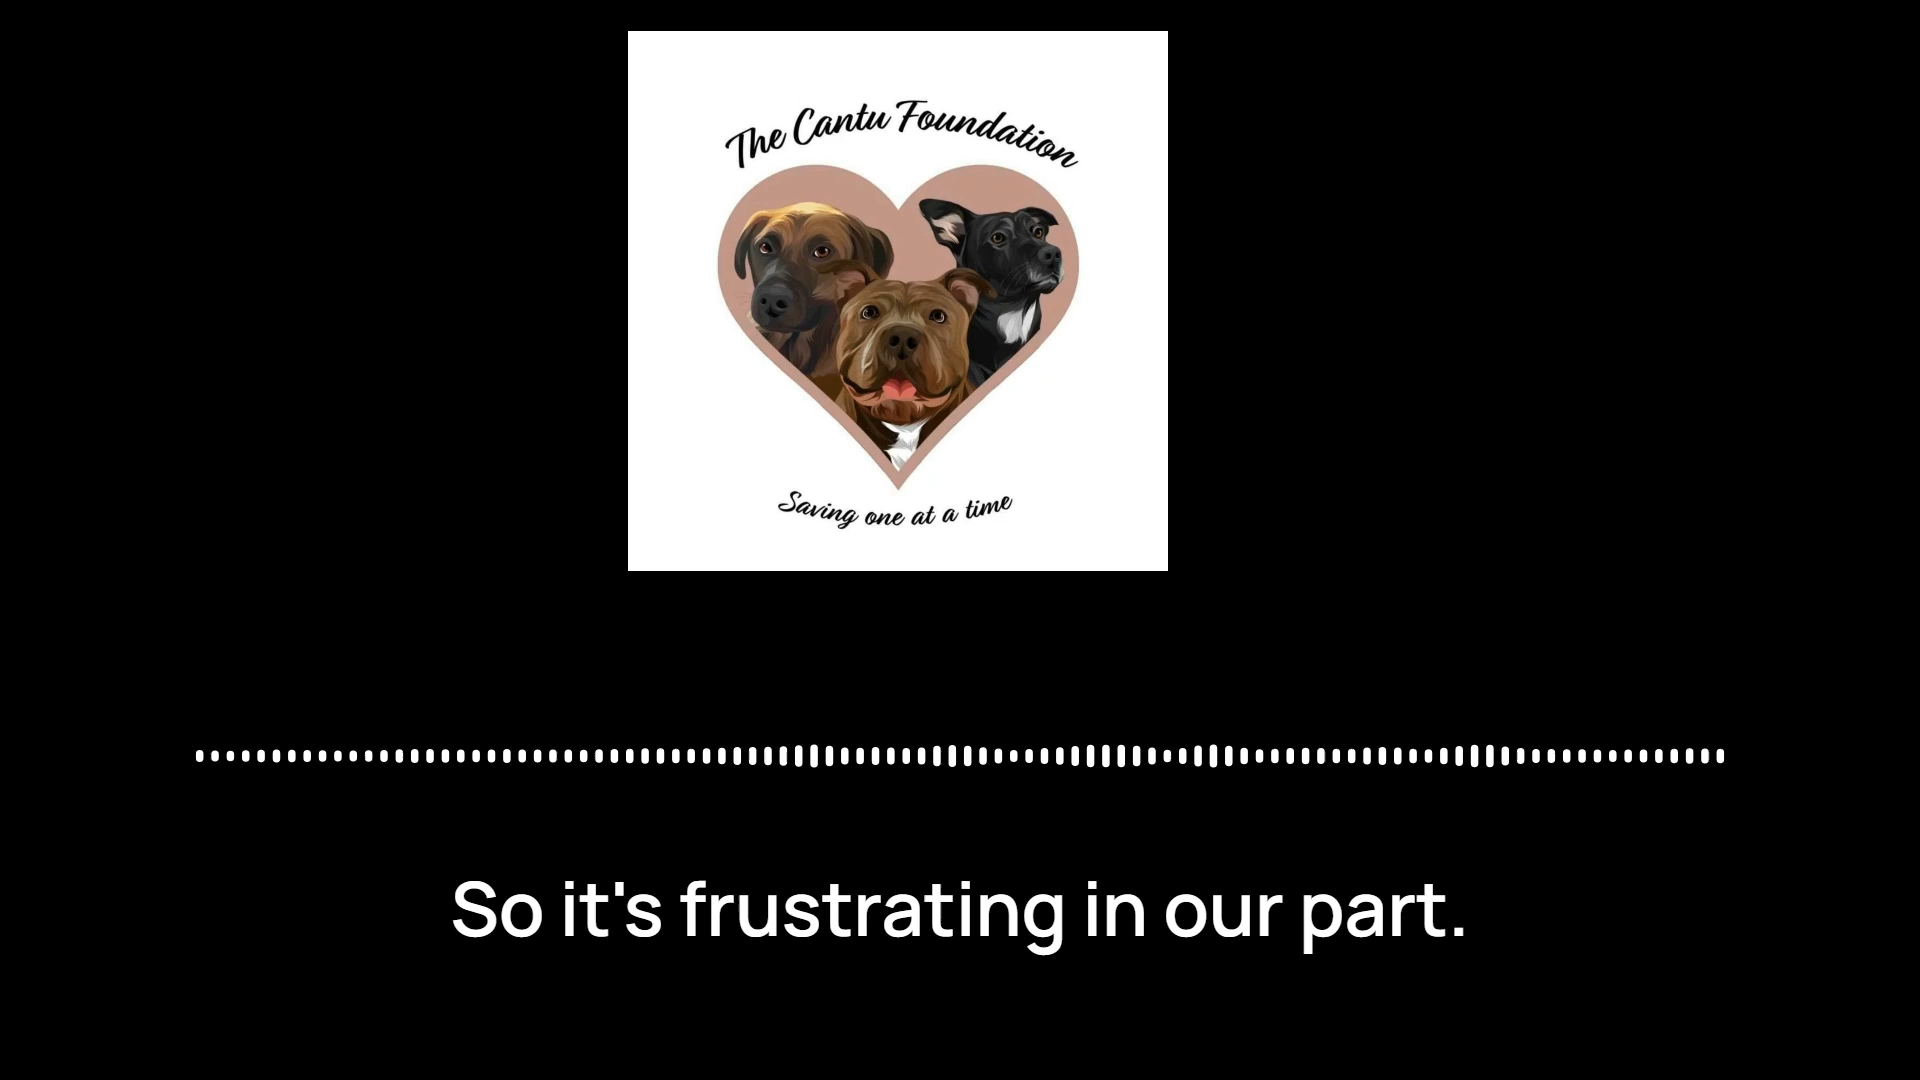 The Cantu Foundation
Saving one at a time
So it's frustrating in our part.